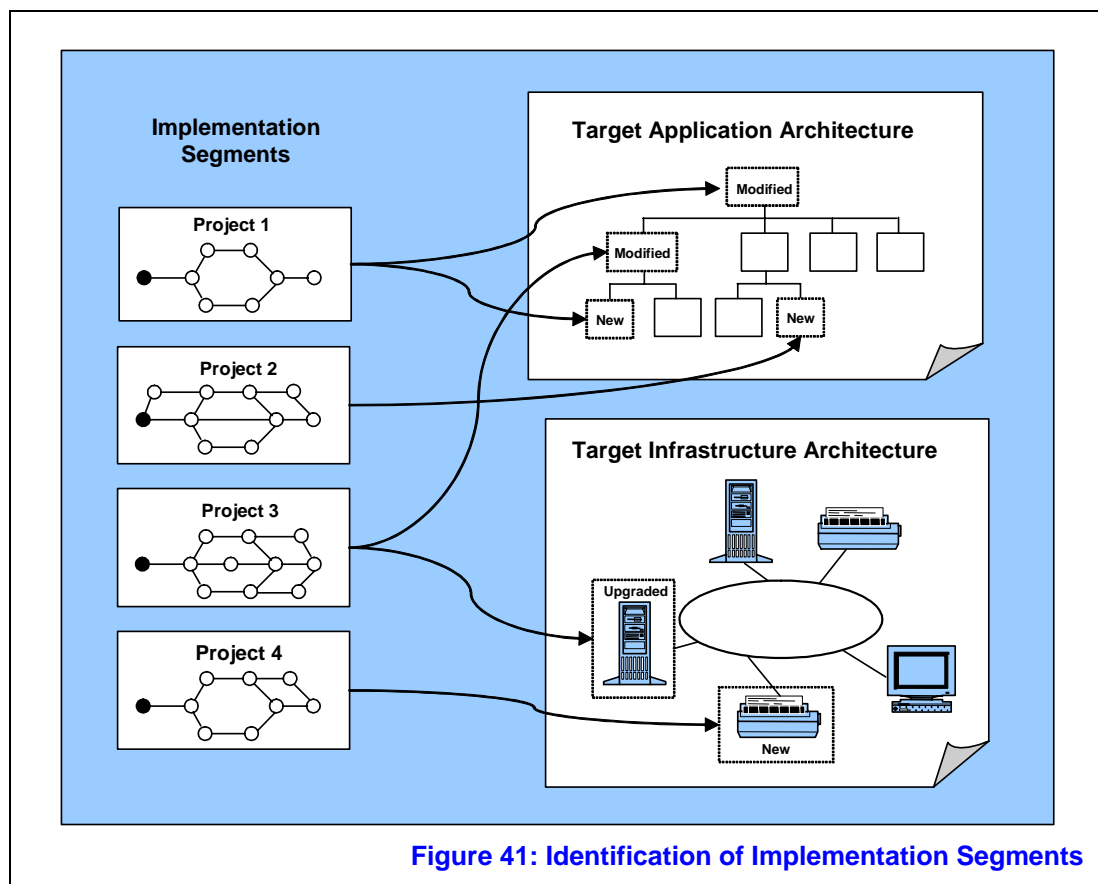 Implementation
Segments
Project 1
Project 2
Project 3
Project 4
Target Application Architecture
Modified
Modified
New
New
Target Infrastructure Architecture
Upgraded
New
Figure 41: Identification of Implementation Segments